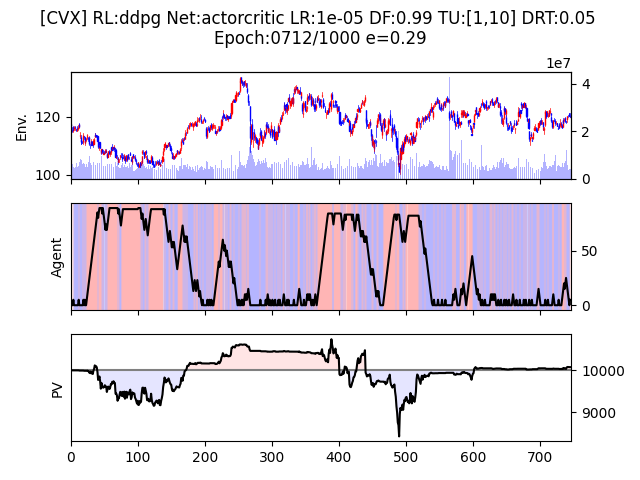 [CVX] RL:ddpg Net:actorcritic LR:1e-05 DF:0.99 TU:[1,10] DRT:0.05
Epoch:0712/1000 e=0.29
1e7
Env.
120
100
4
2
0
Agent
50
0
PV
10000
9000
0 100 200 300 400 500 600 700